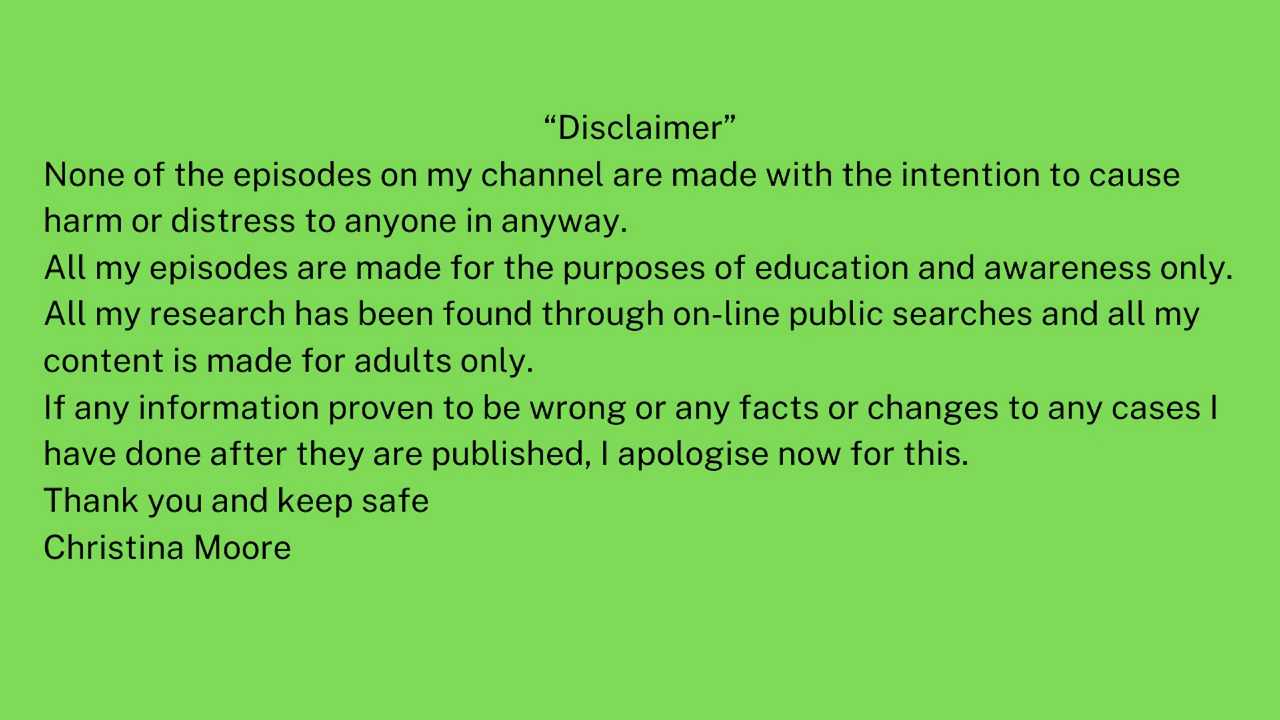 “Disclaimer”
None of the episodes on my channel are made with the intention to cause
harm or distress to anyone in anyway.
All my episodes are made for the purposes of education and awareness only.
All my research has been found through on-line public searches and all my
content is made for adults only.
If any information proven to be wrong or any facts or changes to any cases I
have done after they are published, I apologise now for this.
Thank you and keep safe
Christina Moore